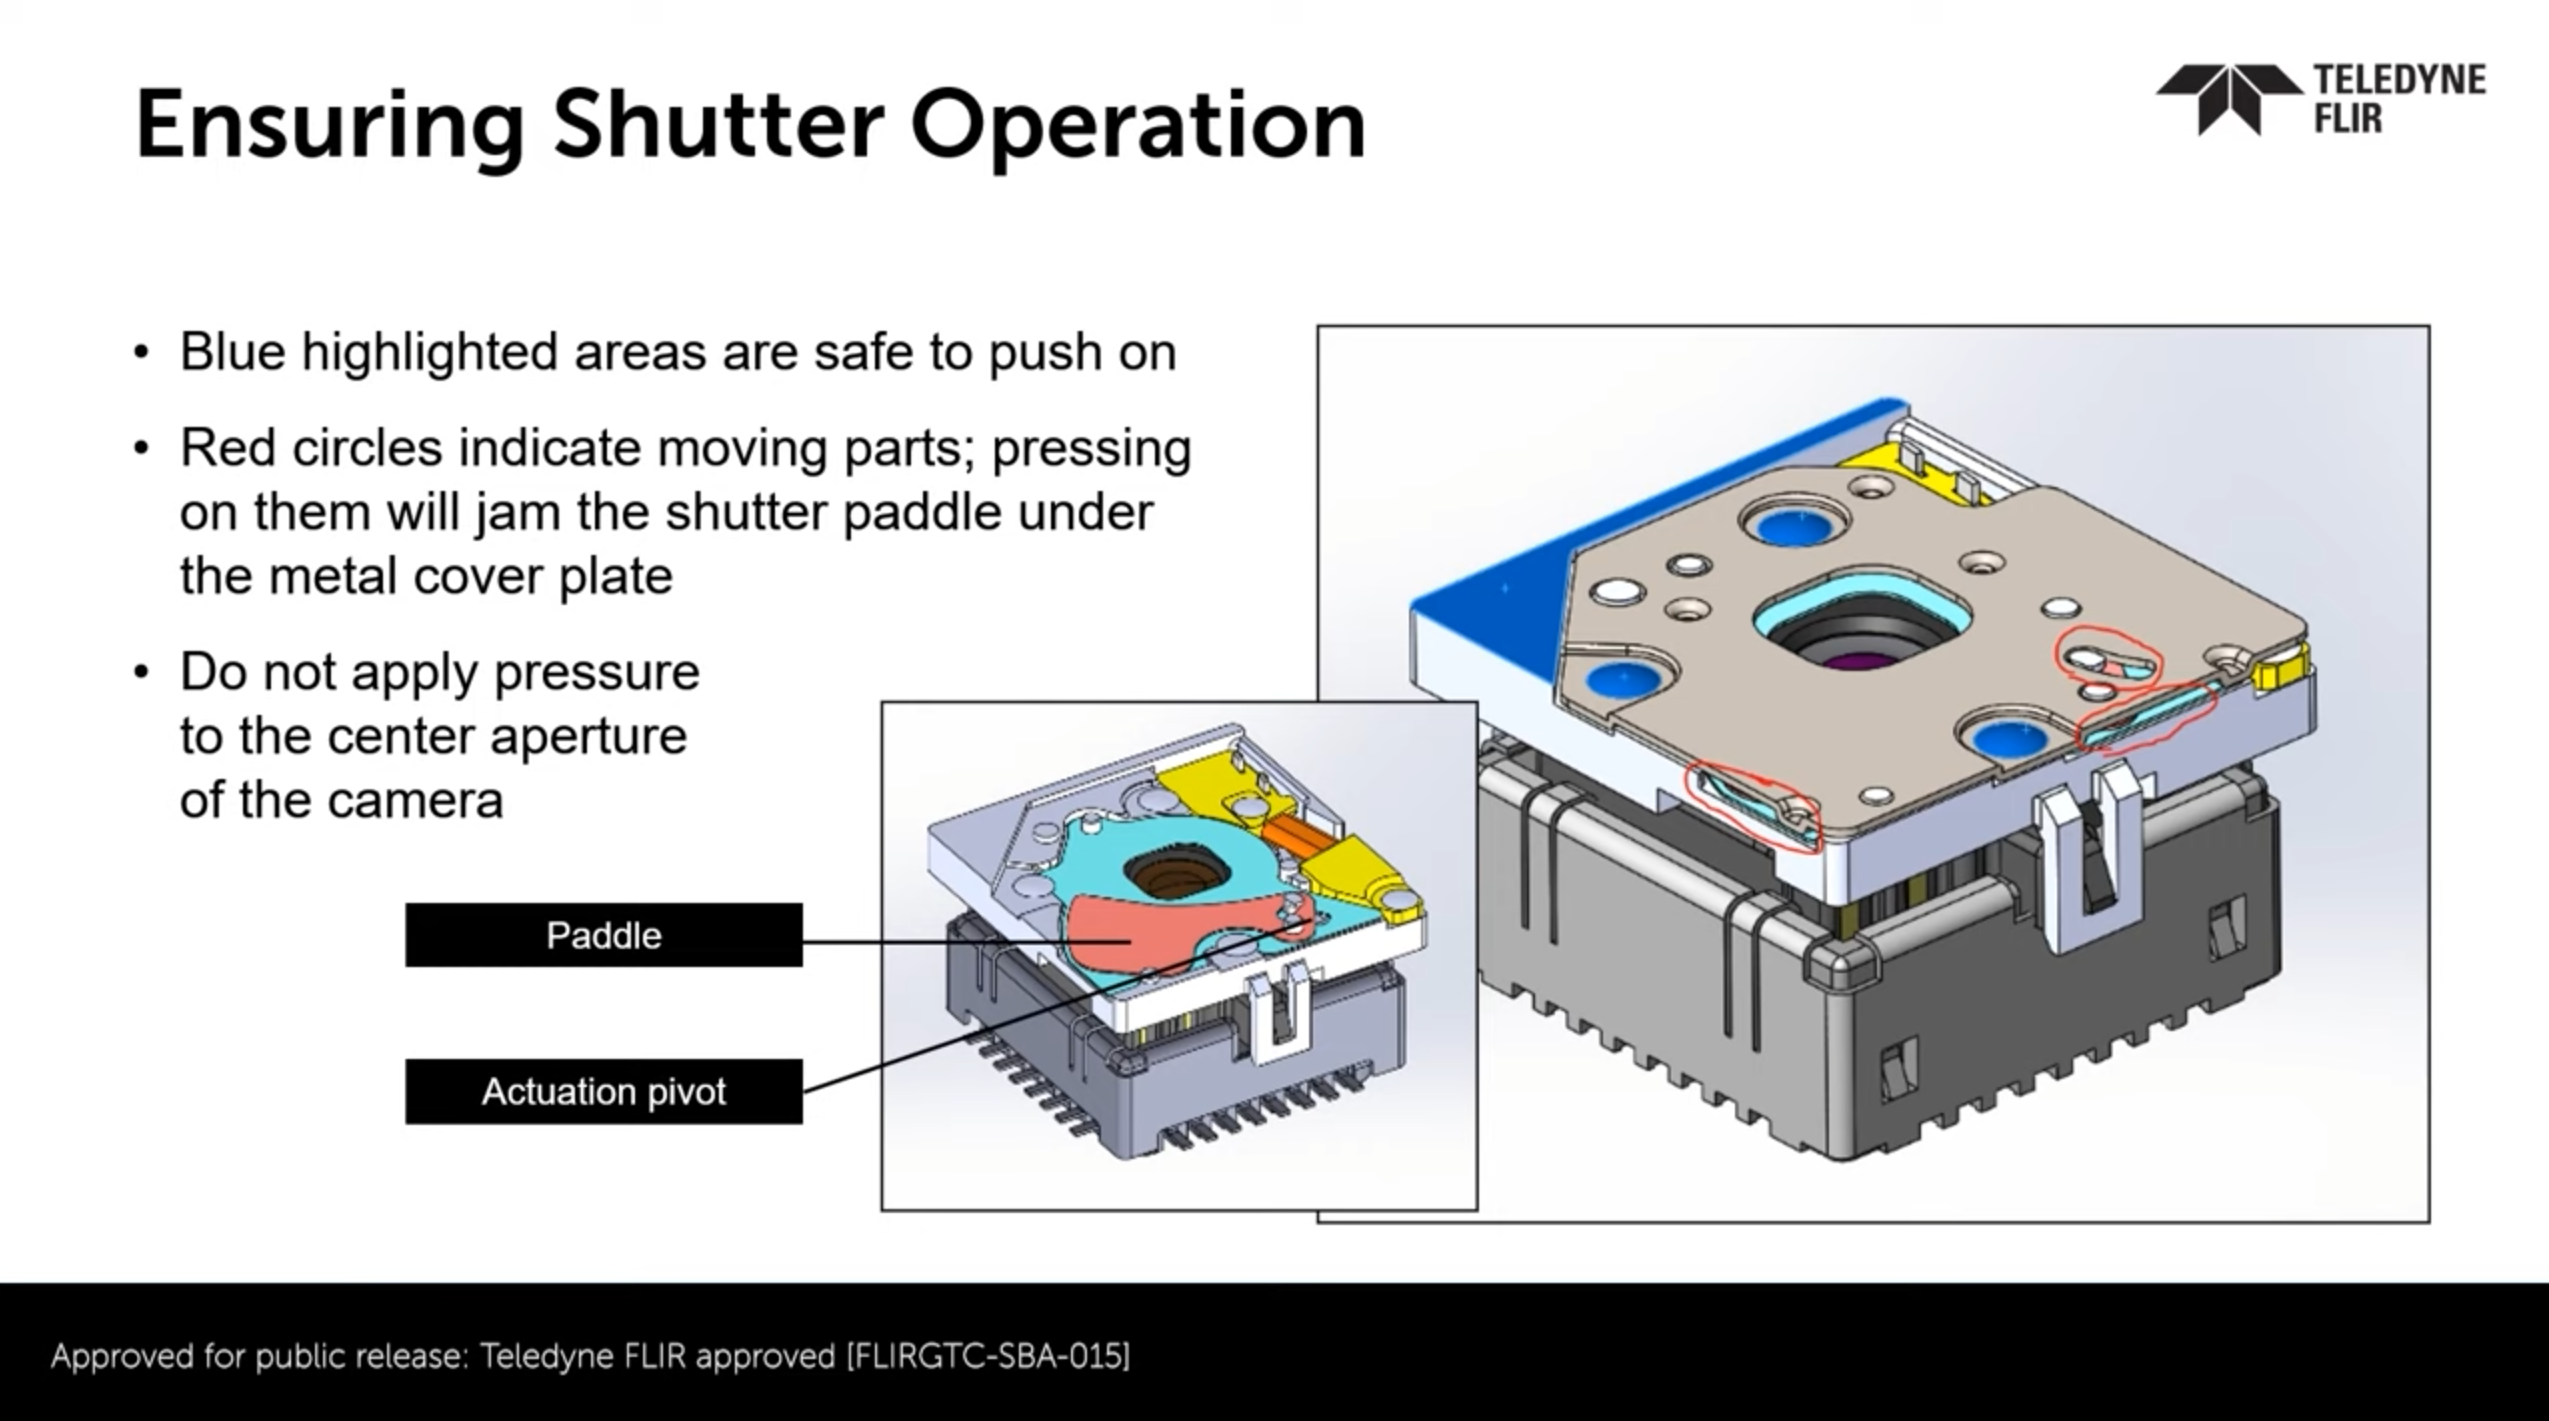 Ensuring Shutter Operation
TELEDYNE
FLIR
• Blue highlighted areas are safe to push on
• Red circles indicate moving parts; pressing
on them will jam the shutter paddle under
the metal cover plate
• Do not apply pressure
to the center aperture
of the camera
Paddle
Actuation pivot
Approved for public release: Teledyne FLIR approved [FLIRGTC-SBA-015]